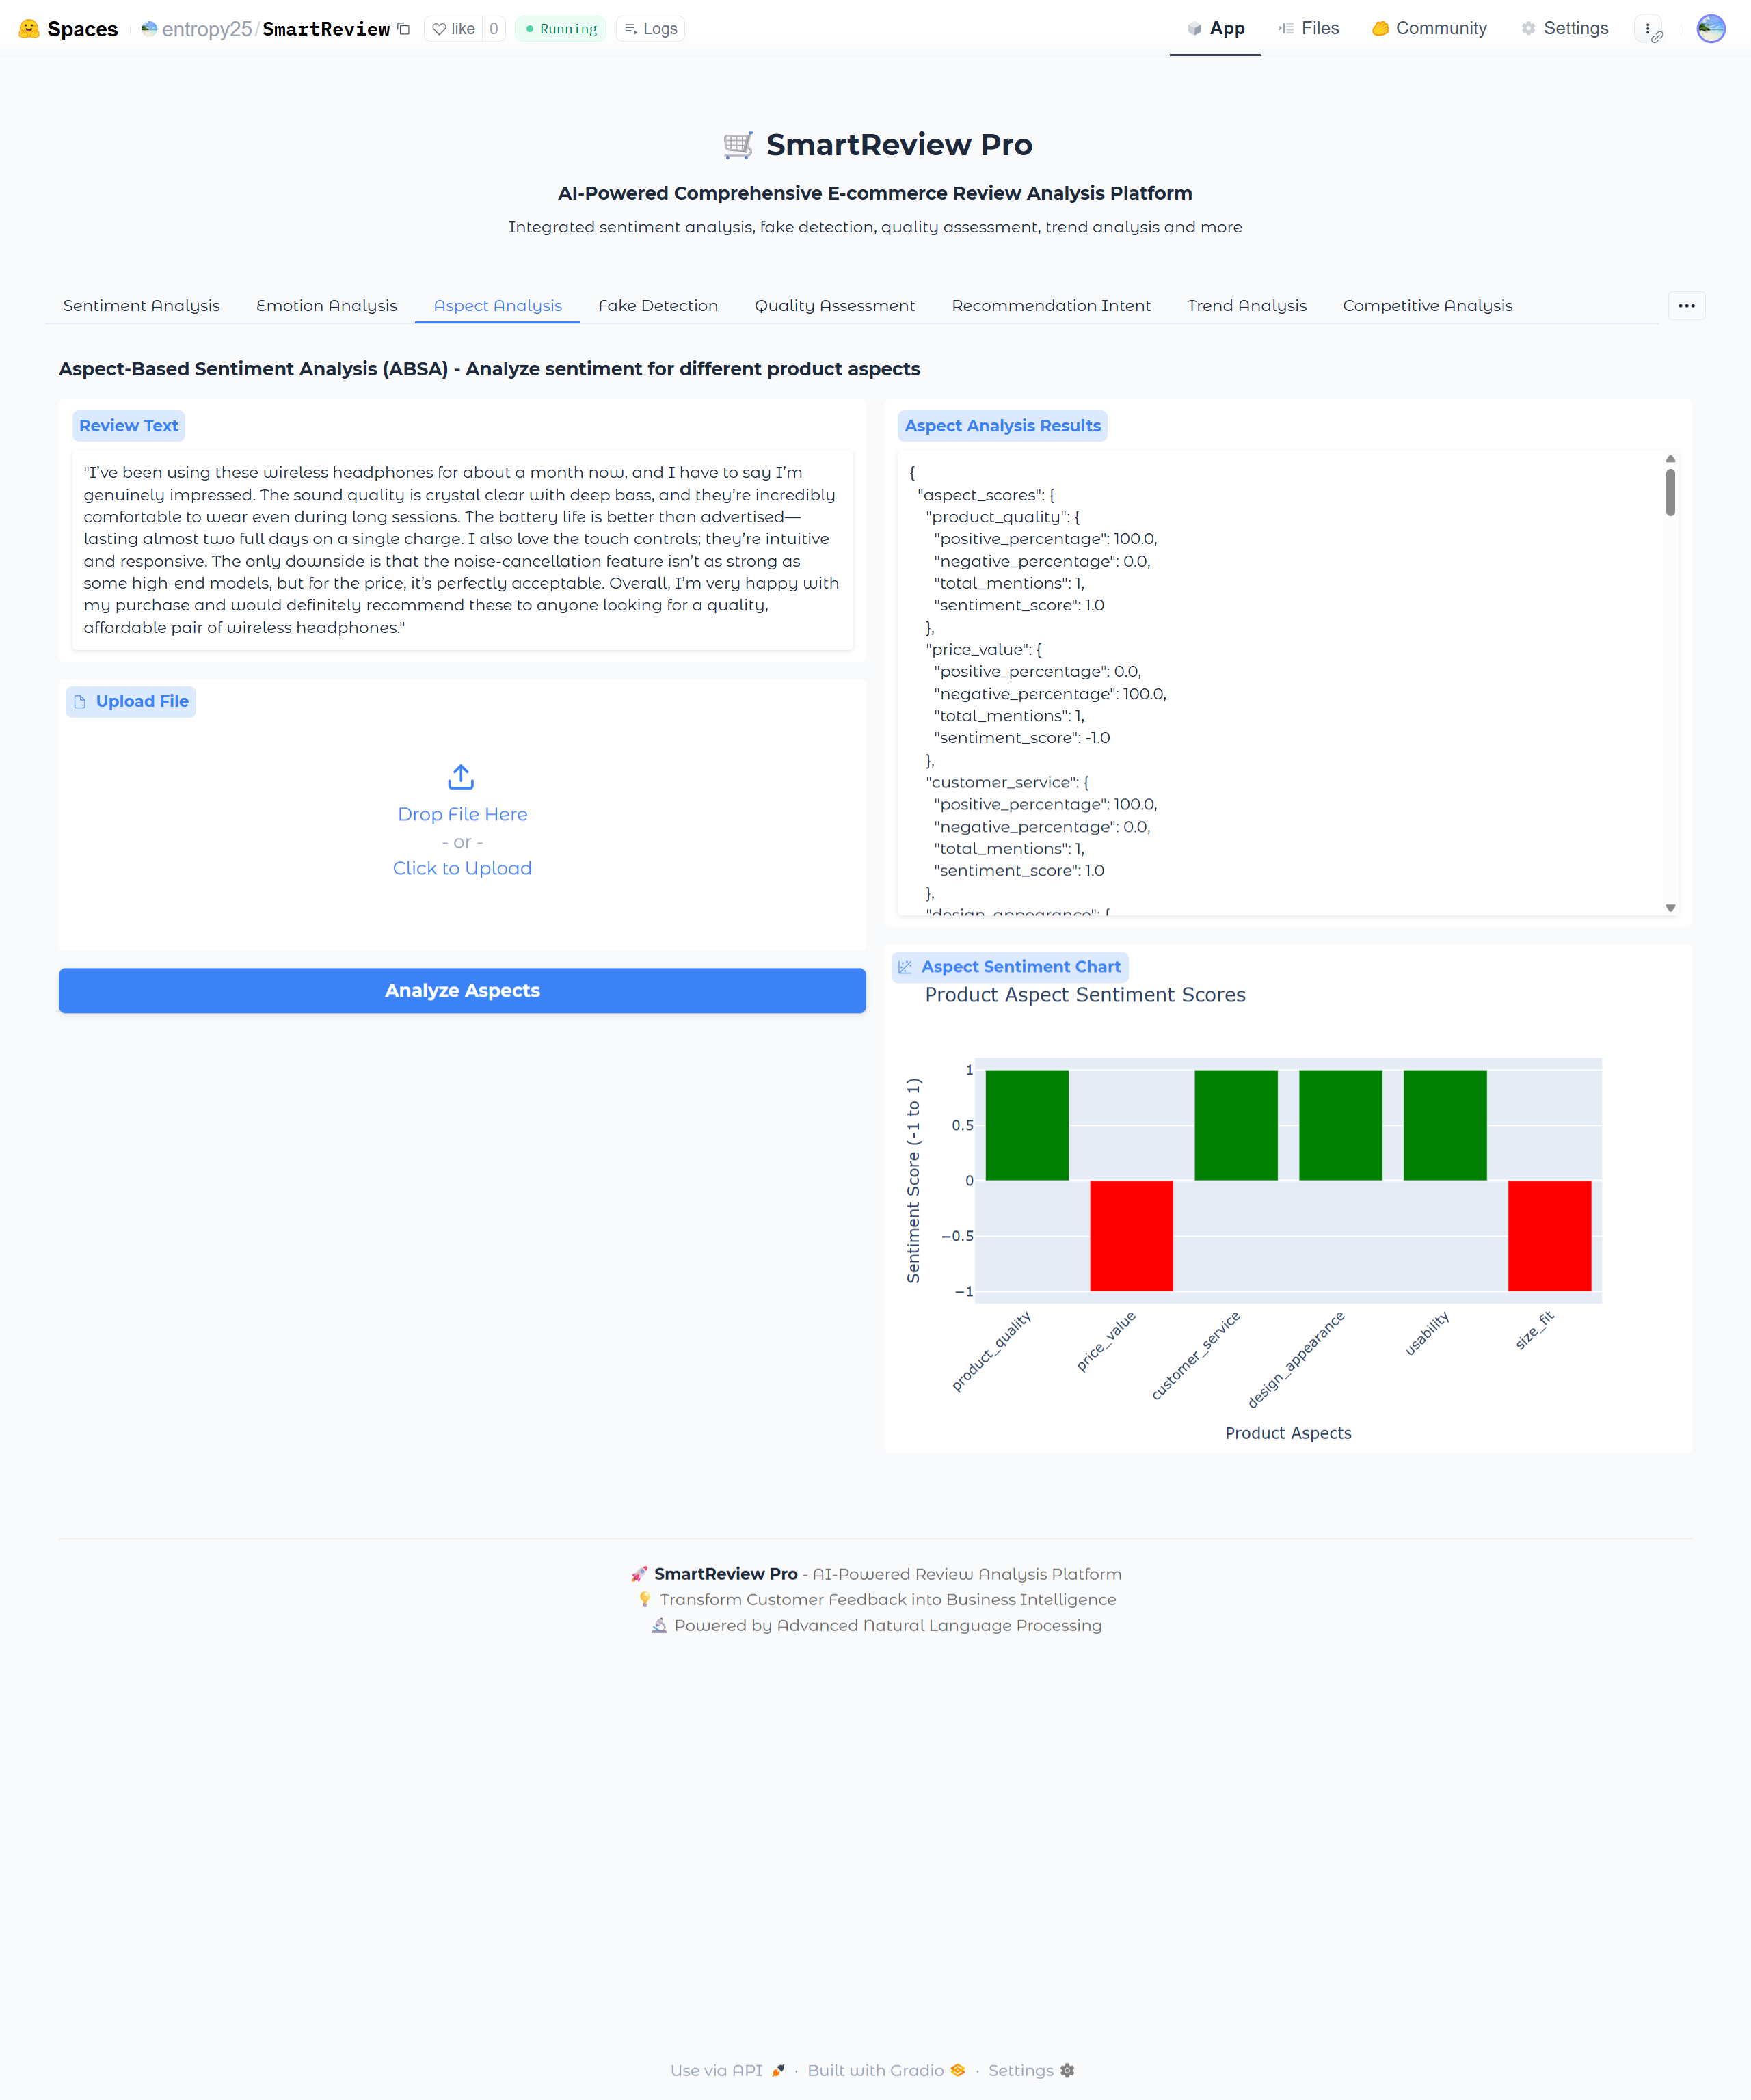 Spaces entropy25/SmartReview like 0 Running Logs App Files Community Settings
SmartReview Pro
AI-Powered Comprehensive E-commerce Review Analysis Platform
Integrated sentiment analysis, fake detection, quality assessment, trend analysis and more
Sentiment Analysis Emotion Analysis Aspect Analysis Fake Detection Quality Assessment Recommendation Intent Trend Analysis Competitive Analysis
Aspect-Based Sentiment Analysis (ABSA) - Analyze sentiment for different product aspects
Review Text
"I've been using these wireless headphones for about a month now, and I have to say I'm
genuinely impressed. The sound quality is crystal clear with deep bass, and they're incredibly
comfortable to wear even during long sessions. The battery life is better than advertised—
lasting almost two full days on a single charge. I also love the touch controls; they're intuitive
and responsive. The only downside is that the noise-cancellation feature isn't as strong as
some high-end models, but for the price, it's perfectly acceptable. Overall, I'm very happy with
my purchase and would definitely recommend these to anyone looking for a quality,
affordable pair of wireless headphones."
Upload File
Drop File Here
- or -
Click to Upload
Analyze Aspects
Aspect Analysis Results
{
"aspect_scores": {
"product_quality": {
"positive_percentage": 100.0,
"negative_percentage": 0.0,
"total_mentions": 1,
"sentiment_score": 1.0
},
"price_value": {
"positive_percentage": 0.0,
"negative_percentage": 100.0,
"total_mentions": 1,
"sentiment_score": -1.0
},
"customer_service": {
"positive_percentage": 100.0,
"negative_percentage": 0.0,
"total_mentions": 1,
"sentiment_score": 1.0
},
"design_appearance": {
Aspect Sentiment Chart
Product Aspect Sentiment Scores
Sentiment Score (-1 to 1)
1
0.5
0
−0.5
−1
product_quality
price_value
customer_service
design_appearance
usability
size_fit
Product Aspects
SmartReview Pro - AI-Powered Review Analysis Platform
Transform Customer Feedback into Business Intelligence
Powered by Advanced Natural Language Processing
Use via API · Built with Gradio · Settings